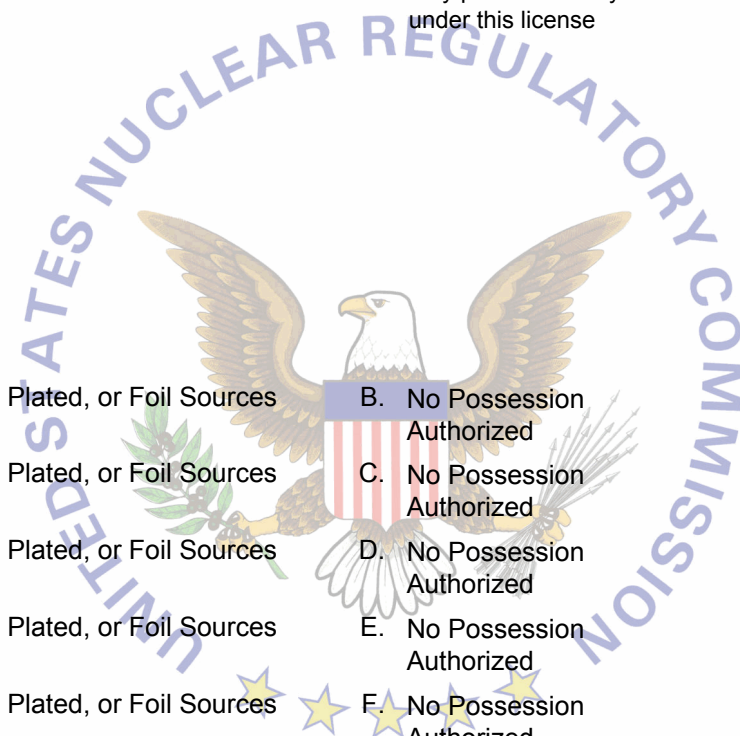 under this license
UNITED STATES NUCLEAR REGULATORY COMMISSION
Plated, or Foil Sources B. No Possession
Authorized
Plated, or Foil Sources C. No Possession
Authorized
Plated, or Foil Sources D. No Possession
Authorized
Plated, or Foil Sources E. No Possession
Authorized
Plated, or Foil Sources F. No Possession
Authorized